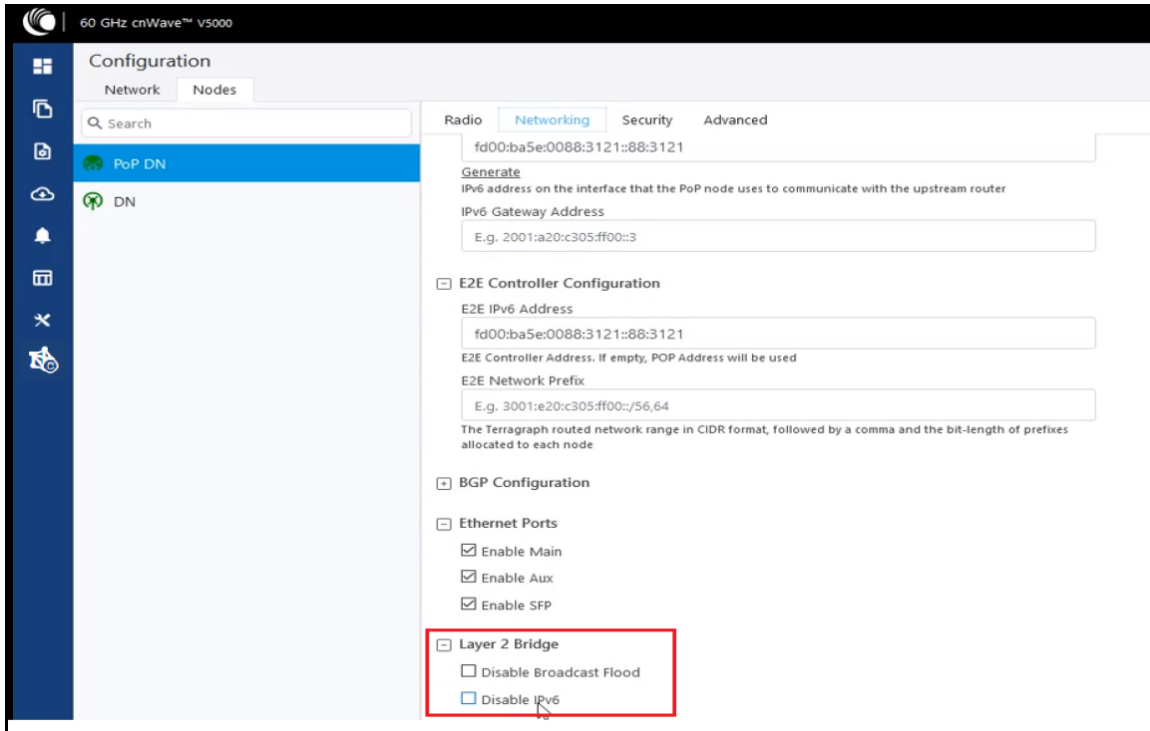 60 GHz cnWave™ V5000
Configuration
Network Nodes
Search
PoP DN
DN
Radio Networking Security Advanced
fd00:ba5e:0088:3121::88:3121
Generate
IPv6 address on the interface that the PoP node uses to communicate with the upstream router
IPv6 Gateway Address
E.g. 2001:a20:c305:ff00::3
E2E Controller Configuration
E2E IPv6 Address
fd00:ba5e:0088:3121::88:3121
E2E Controller Address. If empty, POP Address will be used
E2E Network Prefix
E.g. 3001:e20:c305:ff00::/56,64
The Terragraph routed network range in CIDR format, followed by a comma and the bit-length of prefixes
allocated to each node
BGP Configuration
Ethernet Ports
Enable Main
Enable Aux
Enable SFP
Layer 2 Bridge
Disable Broadcast Flood
Disable IPv6